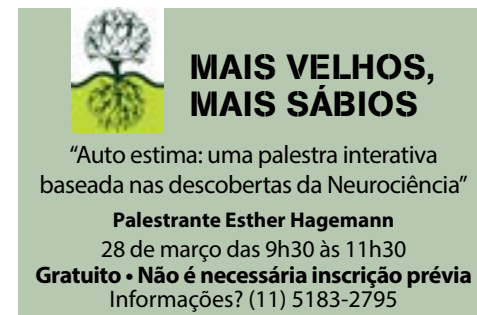 MAIS VELHOS,
MAIS SÁBIOS
“Auto estima: uma palestra interativa
baseada nas descobertas da Neurociência”
Palestrante Esther Hagemann
28 de março das 9h30 às 11h30
Gratuito • Não é necessária inscrição prévia
Informações? (11) 5183-2795